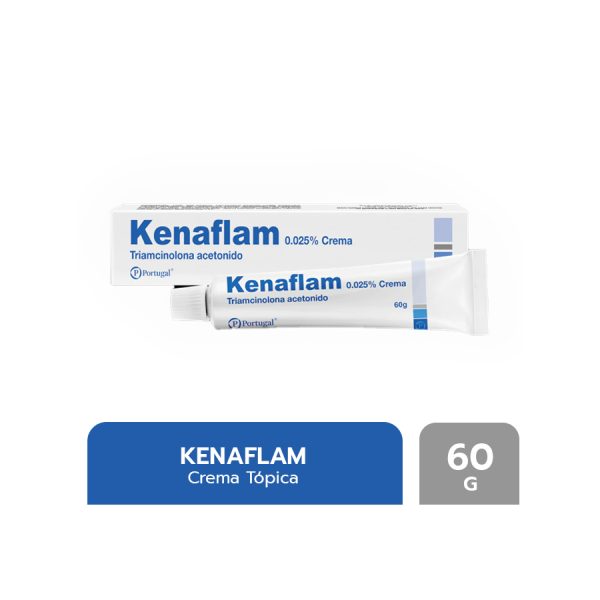 Kenaflam 0.025% Crema
Triamcinolona acetonido
P Portugal®
Kenaflam 0.025% Crema
Triamcinolona acetonido
60g
P Portugal®
KENAFLAM
Crema Tópica
60
G